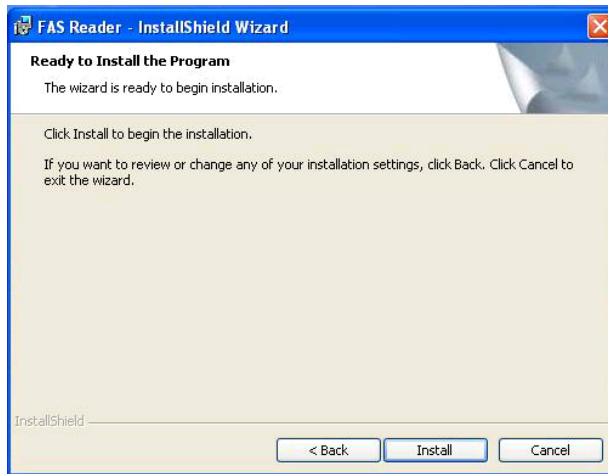 FAS Reader - InstallShield Wizard
Ready to Install the Program
The wizard is ready to begin installation.
Click Install to begin the installation.
If you want to review or change any of your installation settings, click Back. Click Cancel to
exit the wizard.
InstallShield
< Back
Install
Cancel